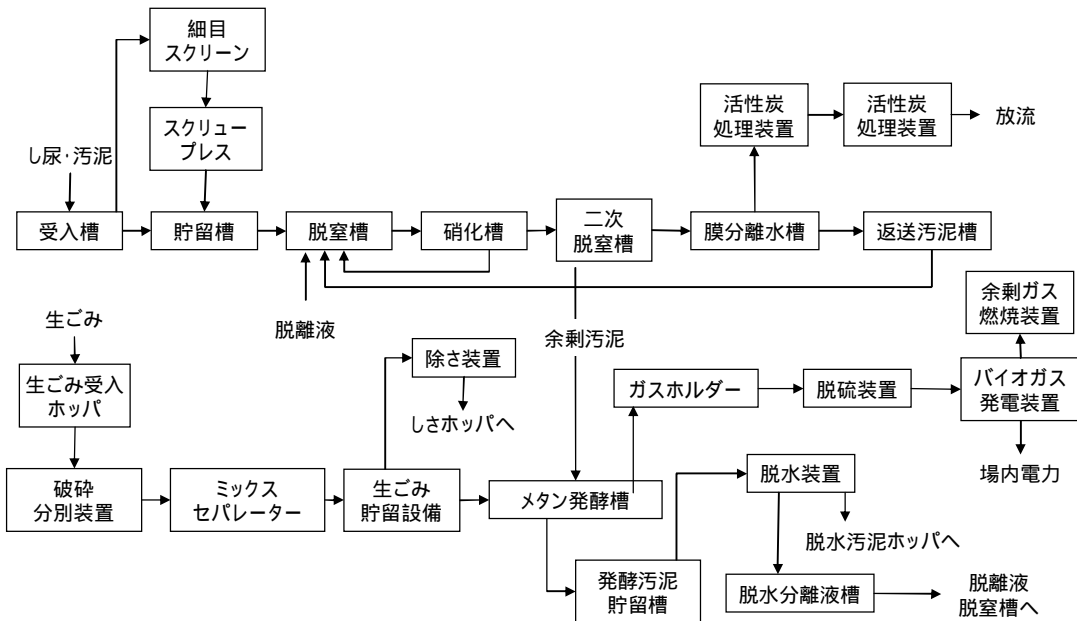 細目
スクリーン
スクリュー
プレス
し尿・汚泥
活性炭
処理装置
活性炭
処理装置
放流
受入槽
貯留槽
脱窒槽
硝化槽
二次
脱窒槽
膜分離水槽
返送汚泥槽
脱離液
余剰汚泥
生ごみ
生ごみ受入
ホッパ
除さ装置
しさホッパへ
ガスホルダー
脱硫装置
余剰ガス
燃焼装置
バイオガス
発電装置
場内電力
破砕
分別装置
ミックス
セパレーター
生ごみ
貯留設備
メタン発酵槽
脱水装置
脱水汚泥ホッパへ
発酵汚泥
貯留槽
脱水分離液槽
脱離液
脱窒槽へ